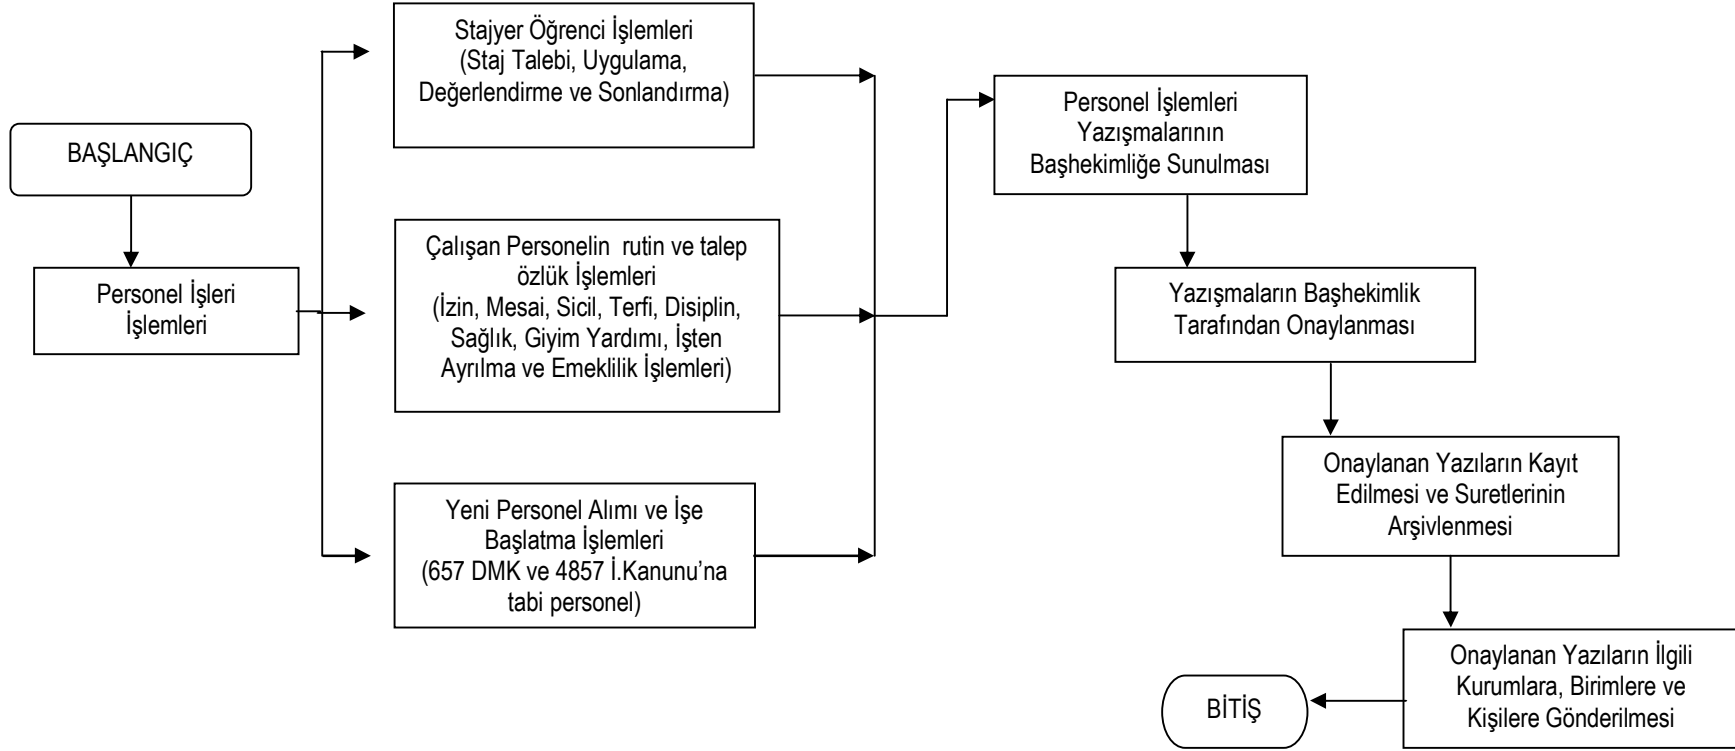 BAŞLANGIÇ
Personel İşleri
İşlemleri
Stajyer Öğrenci İşlemleri
(Staj Talebi, Uygulama,
Değerlendirme ve Sonlandırma)
Çalışan Personelin rutin ve talep
özlük İşlemleri
(İzin, Mesai, Sicil, Terfi, Disiplin,
Sağlık, Giyim Yardımı, İşten
Ayrılma ve Emeklilik İşlemleri)
Yeni Personel Alımı ve İşe
Başlatma İşlemleri
(657 DMK ve 4857 İ.Kanunu’na
tabi personel)
Personel İşlemleri
Yazışmalarının
Başhekimliğe Sunulması
Yazışmaların Başhekimlik
Tarafından Onaylanması
Onaylanan Yazıların Kayıt
Edilmesi ve Suretlerinin
Arşivlenmesi
Onaylanan Yazıların İlgili
Kurumlara, Birimlere ve
Kişilere Gönderilmesi
BİTİŞ